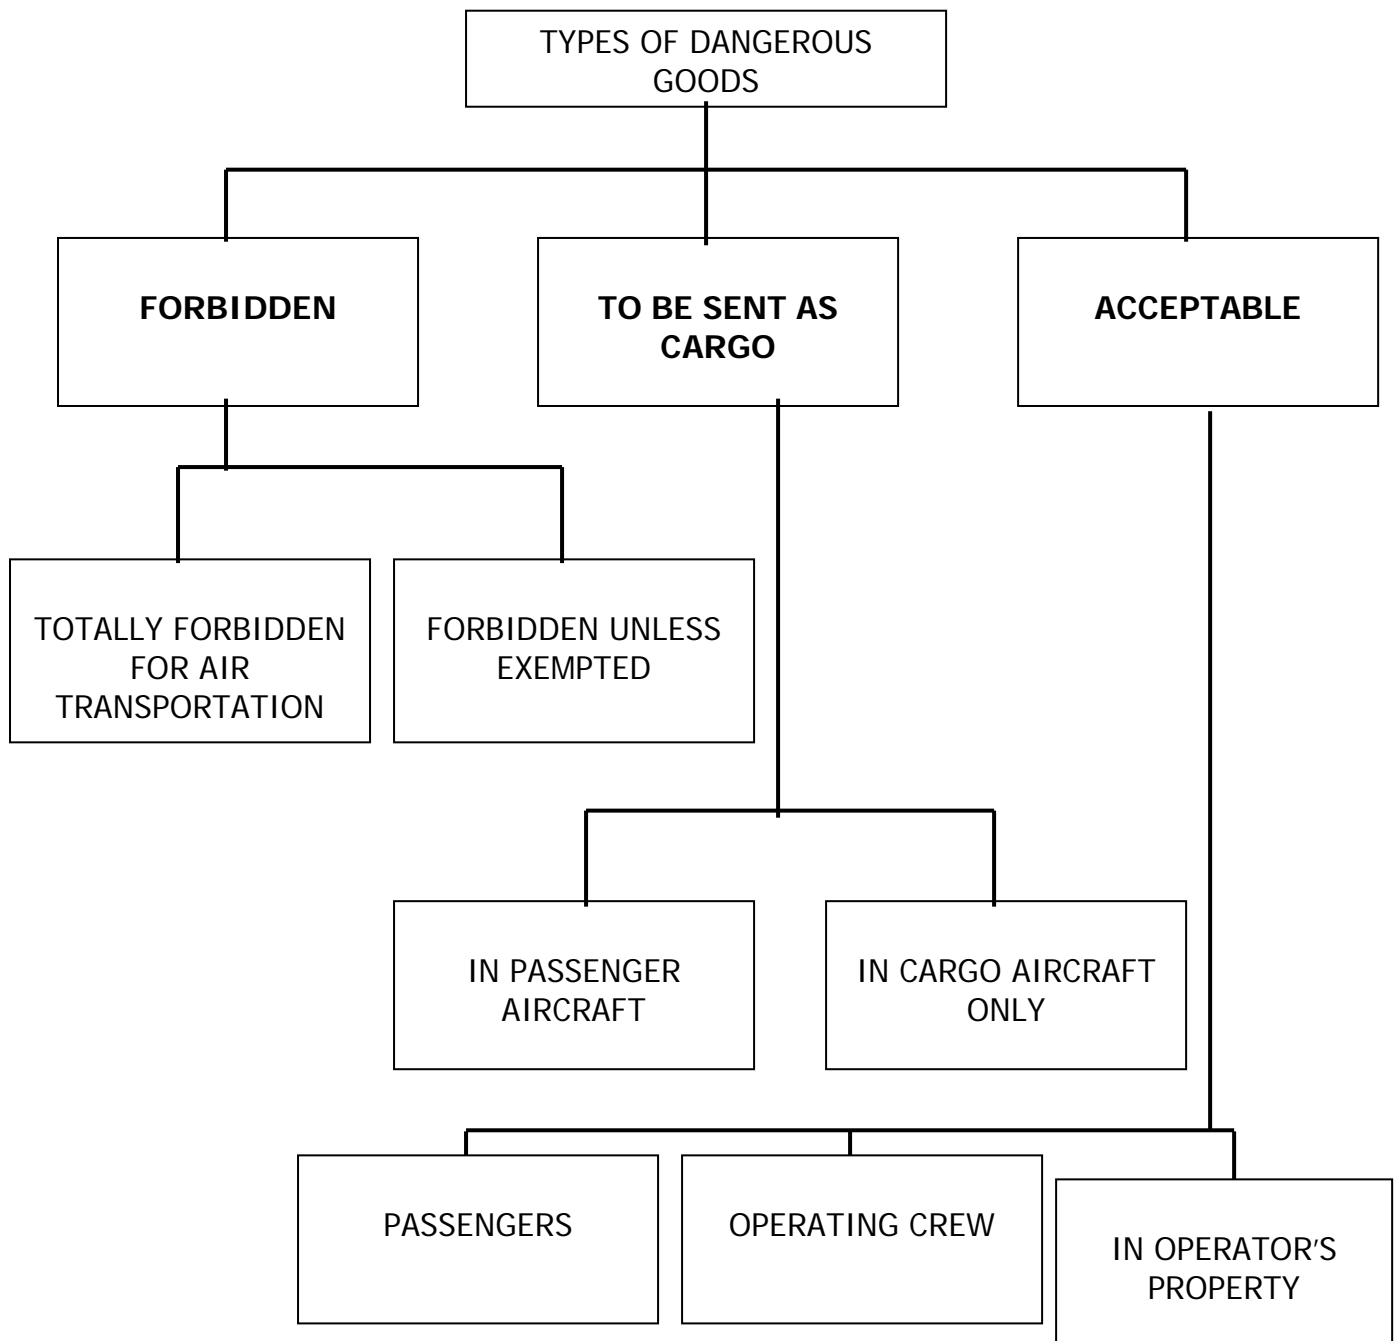 TYPES OF DANGEROUS
GOODS
FORBIDDEN
TO BE SENT AS
CARGO
ACCEPTABLE
TOTALLY FORBIDDEN
FOR AIR
TRANSPORTATION
FORBIDDEN UNLESS
EXEMPTED
IN PASSENGER
AIRCRAFT
IN CARGO AIRCRAFT
ONLY
PASSENGERS
OPERATING CREW
IN OPERATOR'S
PROPERTY